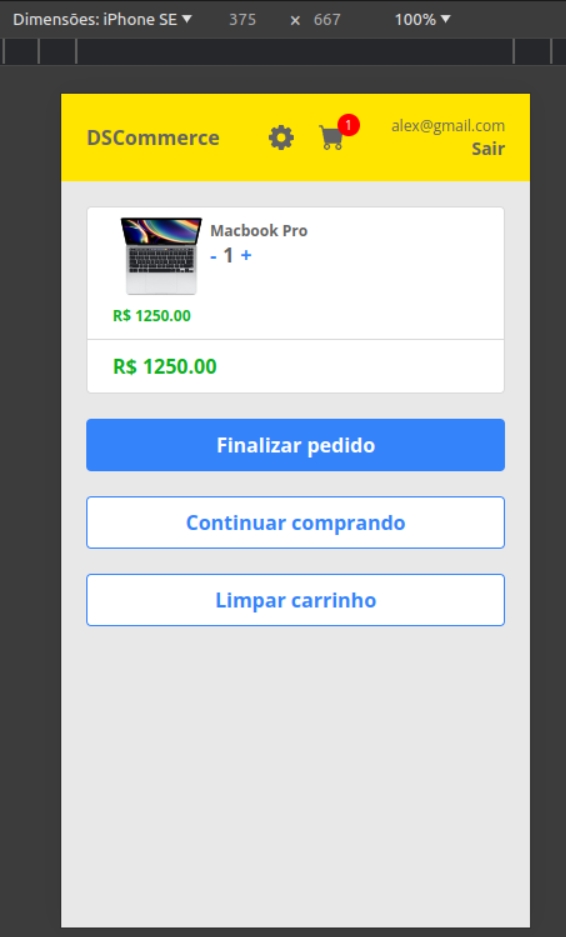 Dimensões: iPhone SE ▼ 375 × 667 100% ▼
DSCommerce
1
alex@gmail.com
Sair
Macbook Pro
- 1 +
R$ 1250.00
R$ 1250.00
Finalizar pedido
Continuar comprando
Limpar carrinho